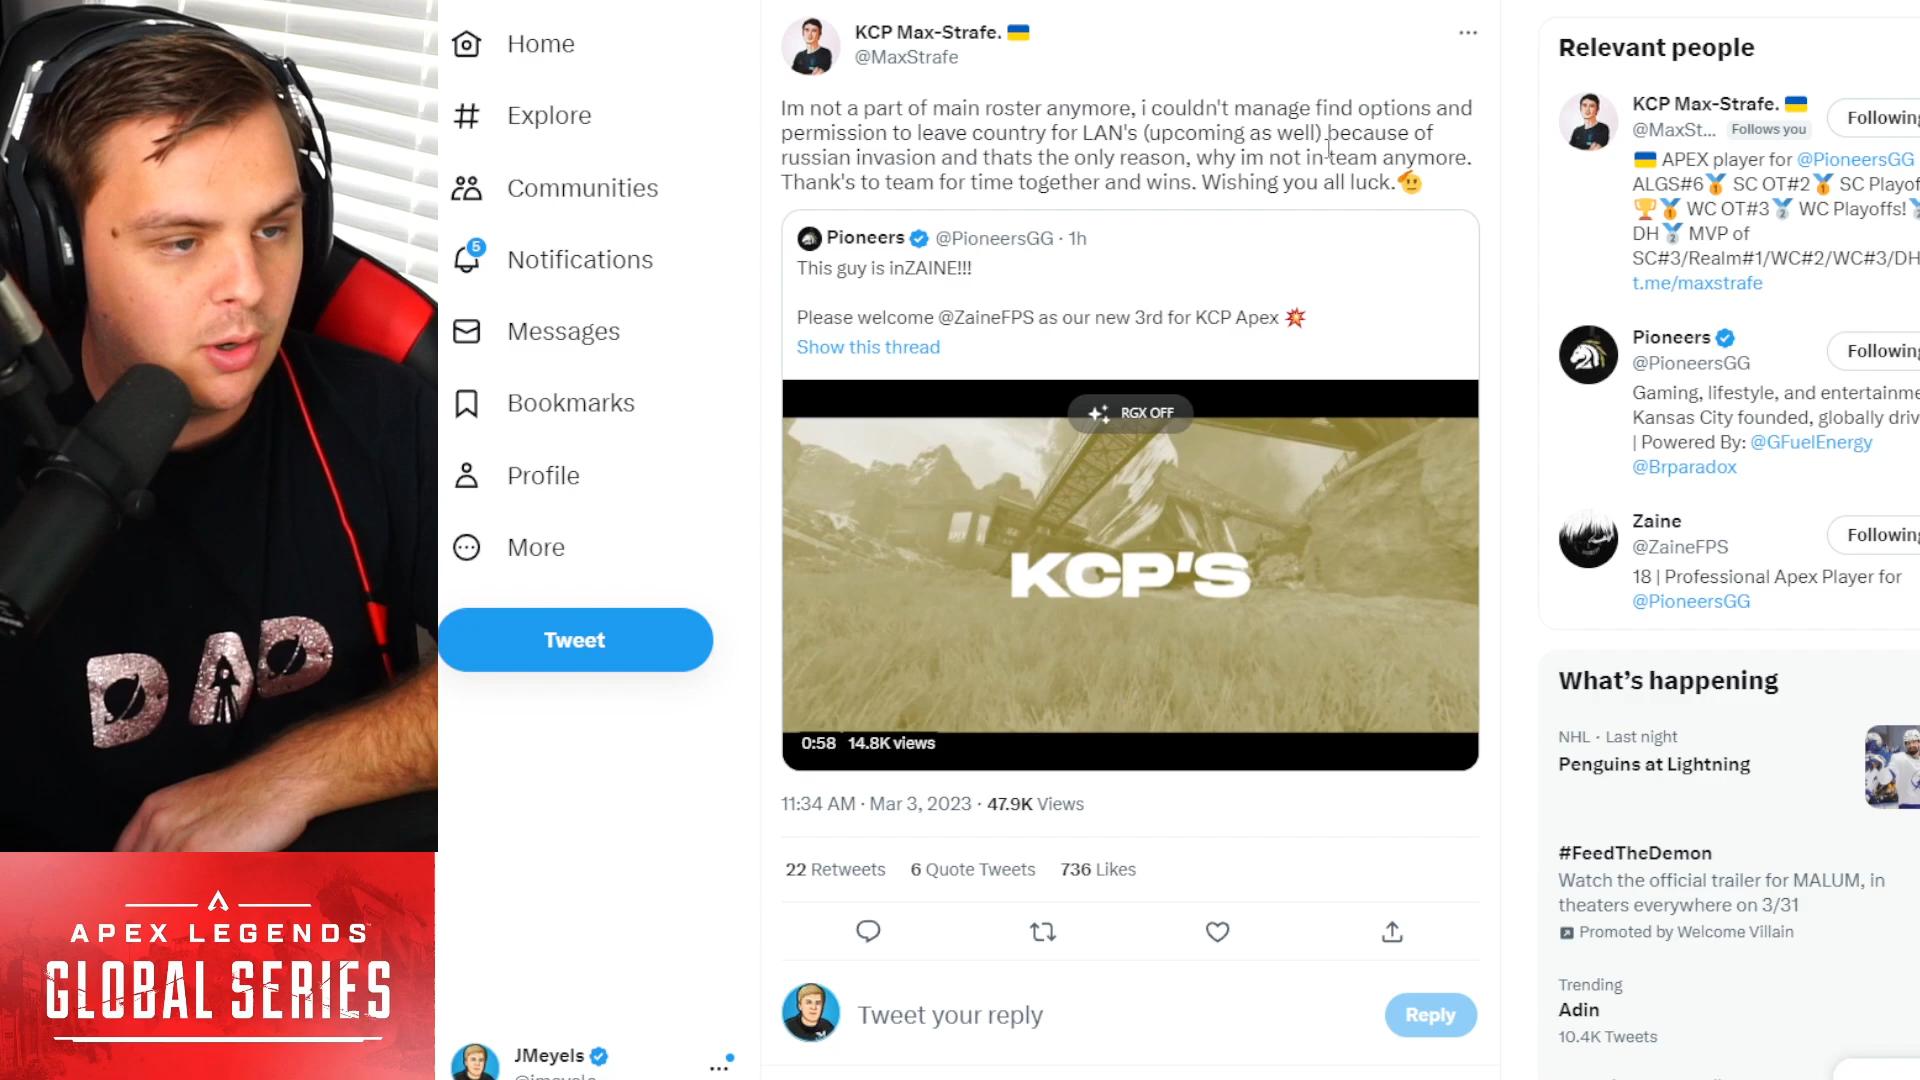 Home
Explore
Communities
5
Notifications
Messages
Bookmarks
Profile
More
Tweet
JMeyels
DAD
APEX LEGENDS
GLOBAL SERIES
KCP Max-Strafe.
@MaxStrafe
Im not a part of main roster anymore, i couldn't manage find options and
permission to leave country for LAN's (upcoming as well) because of
russian invasion and thats the only reason, why im not in team anymore.
Thank's to team for time together and wins. Wishing you all luck.
Pioneers @PioneersGG · 1h
This guy is inZAINE!!!
Please welcome @ZaineFPS as our new 3rd for KCP Apex
Show this thread
RGX OFF
KCP'S
0:58 14.8K views
11:34 AM · Mar 3, 2023 · 47.9K Views
22 Retweets 6 Quote Tweets 736 Likes
Tweet your reply
Reply
Relevant people
KCP Max-Strafe.
@MaxSt... Follows you
Following
APEX player for @PioneersGG
ALGS#6 SC OT#2 SC Playof
WC OT#3 WC Playoffs!
DH MVP of
SC#3/Realm#1/WC#2/WC#3/DH
t.me/maxstrafe
Pioneers
@PioneersGG
Following
Gaming, lifestyle, and entertainme
Kansas City founded, globally driv
| Powered By: @GFuelEnergy
@Brparadox
Zaine
@ZaineFPS
Following
18 | Professional Apex Player for
@PioneersGG
What's happening
NHL · Last night
Penguins at Lightning
#FeedTheDemon
Watch the official trailer for MALUM, in
theaters everywhere on 3/31
Promoted by Welcome Villain
Trending
Adin
10.4K Tweets